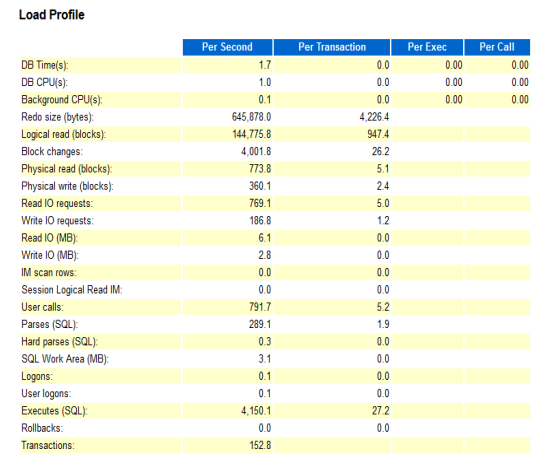 Load Profile
Per Second Per Transaction Per Exec Per Call
DB Time(s): 1.7 0.0 0.00 0.00
DB CPU(s): 1.0 0.0 0.00 0.00
Background CPU(s): 0.1 0.0 0.00 0.00
Redo size (bytes): 645,878.0 4,226.4
Logical read (blocks): 144,775.8 947.4
Block changes: 4,001.8 26.2
Physical read (blocks): 773.8 5.1
Physical write (blocks): 360.1 2.4
Read IO requests: 769.1 5.0
Write IO requests: 186.8 1.2
Read IO (MB): 6.1 0.0
Write IO (MB): 2.8 0.0
IM scan rows: 0.0 0.0
Session Logical Read IM: 0.0 0.0
User calls: 791.7 5.2
Parses (SQL): 289.1 1.9
Hard parses (SQL): 0.3 0.0
SQL Work Area (MB): 3.1 0.0
Logons: 0.1 0.0
User logons: 0.1 0.0
Executes (SQL): 4,150.1 27.2
Rollbacks: 0.0 0.0
Transactions: 152.8